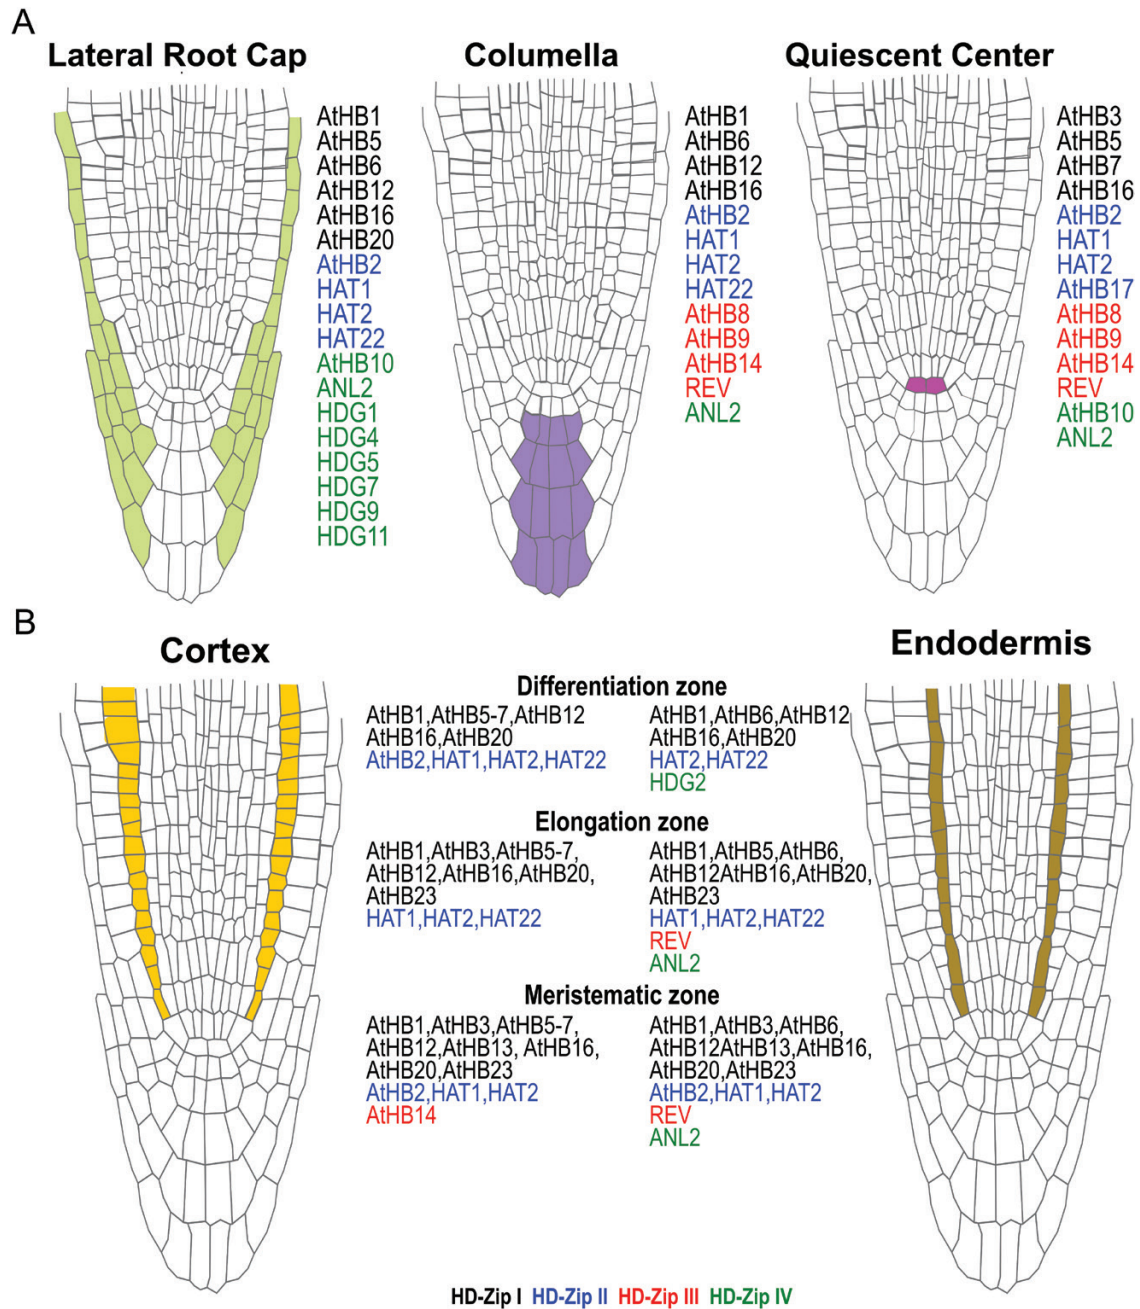 A
Lateral Root Cap
AtHB1
AtHB5
AtHB6
AtHB12
AtHB16
AtHB20
AtHB2
HAT1
HAT2
HAT22
AtHB10
ANL2
HDG1
HDG4
HDG5
HDG7
HDG9
HDG11
Columella
AtHB1
AtHB6
AtHB12
AtHB16
AtHB2
HAT1
HAT2
HAT22
AtHB8
AtHB9
AtHB14
REV
ANL2
Quiescent Center
AtHB3
AtHB5
AtHB7
AtHB16
AtHB2
HAT1
HAT2
AtHB17
AtHB8
AtHB9
AtHB14
REV
AtHB10
ANL2
B
Cortex
Endodermis
Differentiation zone
AtHB1,AtHB5-7,AtHB12
AtHB16,AtHB20
AtHB2,HAT1,HAT2,HAT22
AtHB1,AtHB6,AtHB12
AtHB16,AtHB20
HAT2,HAT22
HDG2
Elongation zone
AtHB1,AtHB3,AtHB5-7,
AtHB12,AtHB16,AtHB20,
AtHB23
HAT1,HAT2,HAT22
AtHB1,AtHB5,AtHB6,
AtHB12AtHB16,AtHB20,
AtHB23
HAT1,HAT2,HAT22
REV
ANL2
Meristematic zone
AtHB1,AtHB3,AtHB5-7,
AtHB12,AtHB13, AtHB16,
AtHB20,AtHB23
AtHB2,HAT1,HAT2
AtHB14
AtHB1,AtHB3,AtHB6,
AtHB12AtHB13,AtHB16,
AtHB20,AtHB23
AtHB2,HAT1,HAT2
REV
ANL2
HD-Zip I HD-Zip II HD-Zip III HD-Zip IV